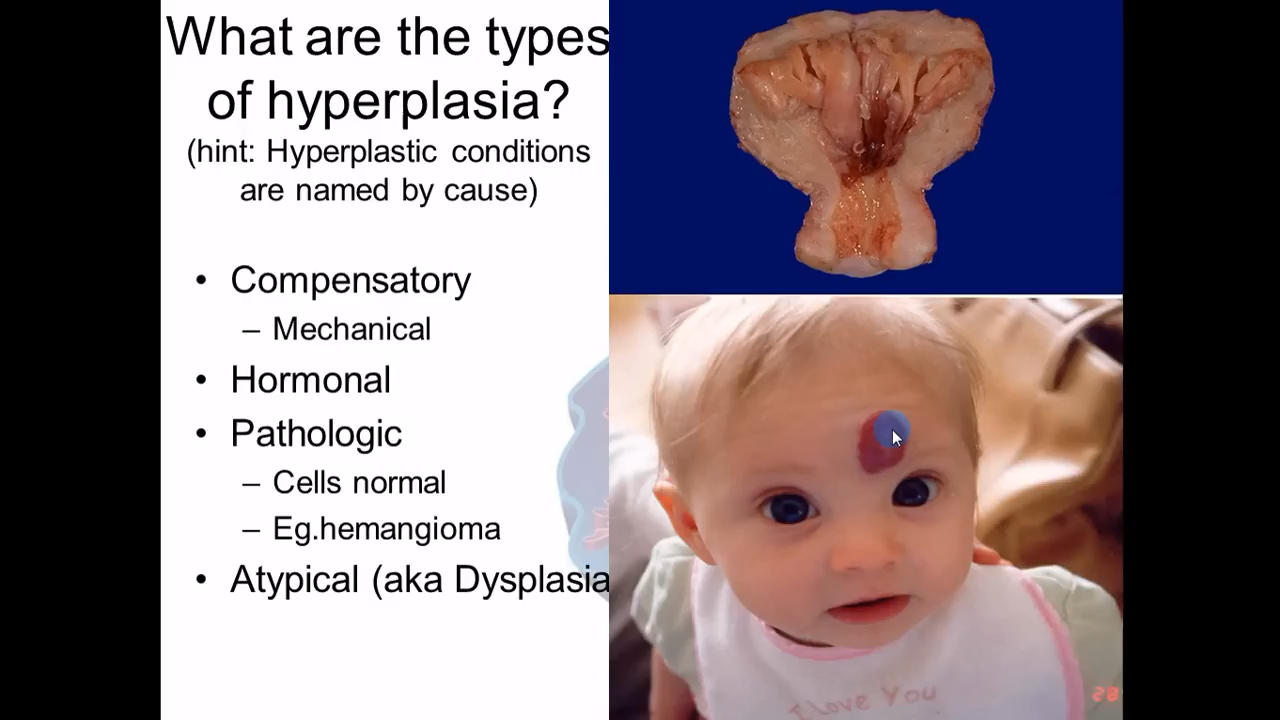 What are the types
of hyperplasia?
(hint: Hyperplastic conditions
are named by cause)
• Compensatory
– Mechanical
• Hormonal
• Pathologic
– Cells normal
– Eg.hemangioma
• Atypical (aka Dysplasia
I Love You
28